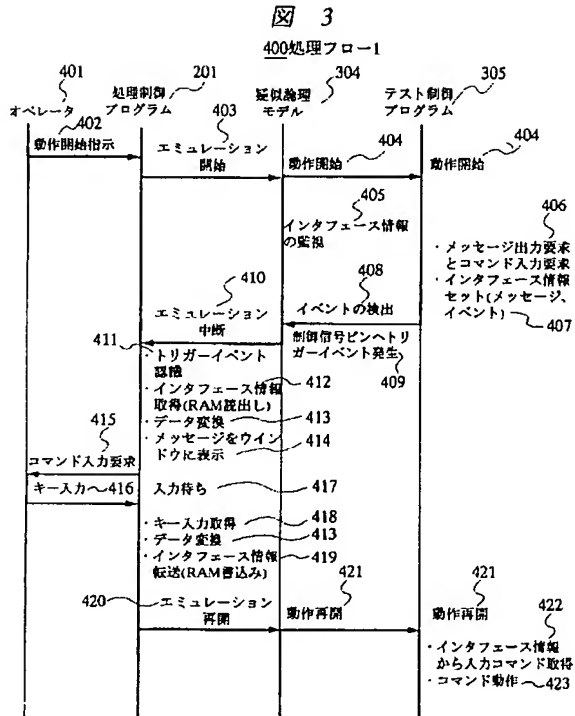 図 3
400処理フロー1
401
オペレータ
処理制御
プログラム
201
疑似論理
モデル
304
テスト制御
プログラム
305
402
動作開始指示
403
エミュレーション
開始
動作開始
404
動作開始
404
405
インタフェース情報
の監視
406
・メッセージ出力要求
とコマンド入力要求
・インタフェース情報
セット(メッセージ、
イベント)
407
408
イベントの検出
制御信号ピンへトリ
ガーイベント発生
409
410
エミュレーション
中断
411
・トリガーイベント
認識
・インタフェース情報
取得(RAM読出し)
412
・データ変換
413
・メッセージをウイン
ドウに表示
414
415
コマンド入力要求
キー入力
416
入力待ち
417
・キー入力取得
418
・データ変換
413
・インタフェース情報
転送(RAM書込み)
419
420
エミュレーション
再開
動作再開
421
動作再開
421
422
・インタフェース情報
から入力コマンド取得
・コマンド動作
423